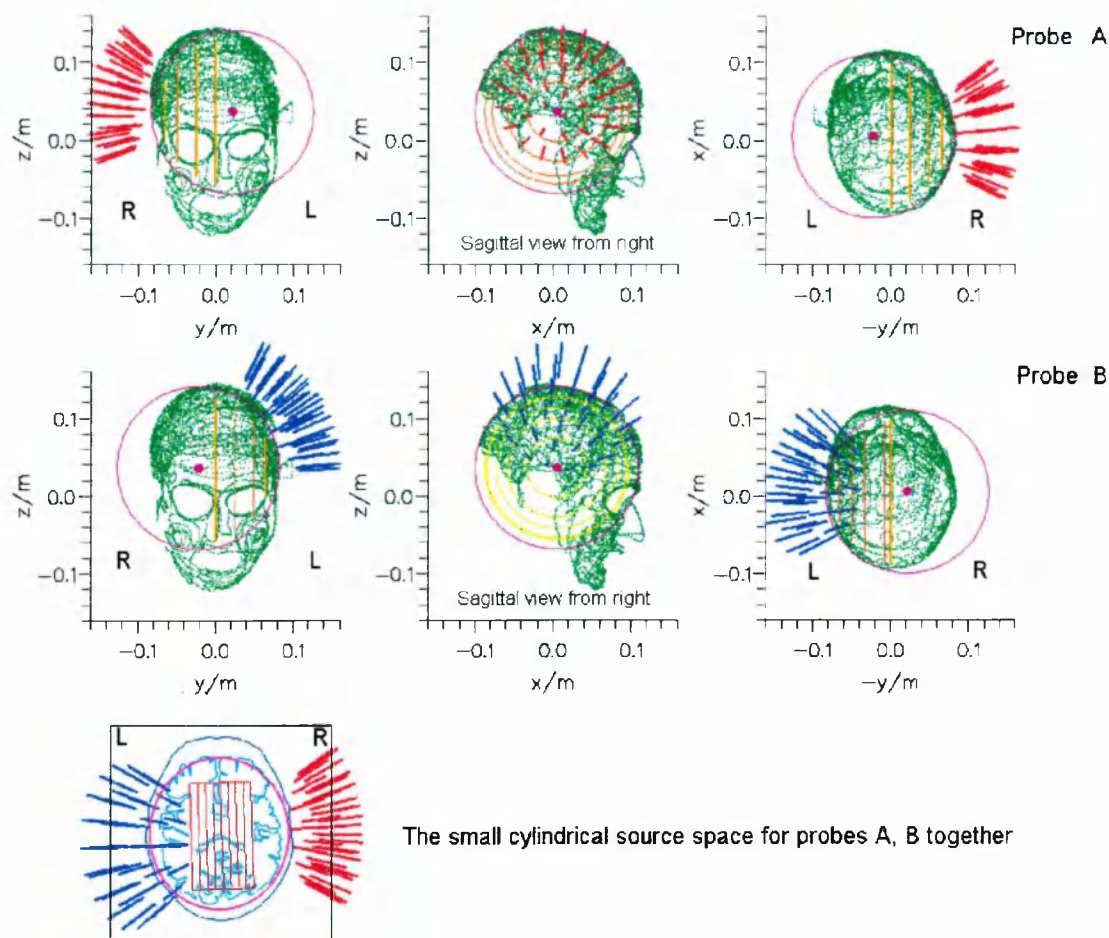 Probe A
z/m
0.1
0.0
−0.1
R
L
−0.1 0.0 0.1
y/m
z/m
0.1
0.0
−0.1
Sagittal view from right
−0.1 0.0 0.1
x/m
x/m
0.1
0.0
−0.1
L
R
−0.1 0.0 0.1
−y/m
Probe B
z/m
0.1
0.0
−0.1
R
L
−0.1 0.0 0.1
y/m
z/m
0.1
0.0
−0.1
Sagittal view from right
−0.1 0.0 0.1
x/m
x/m
0.1
0.0
−0.1
L
R
−0.1 0.0 0.1
−y/m
L R
The small cylindrical source space for probes A, B together